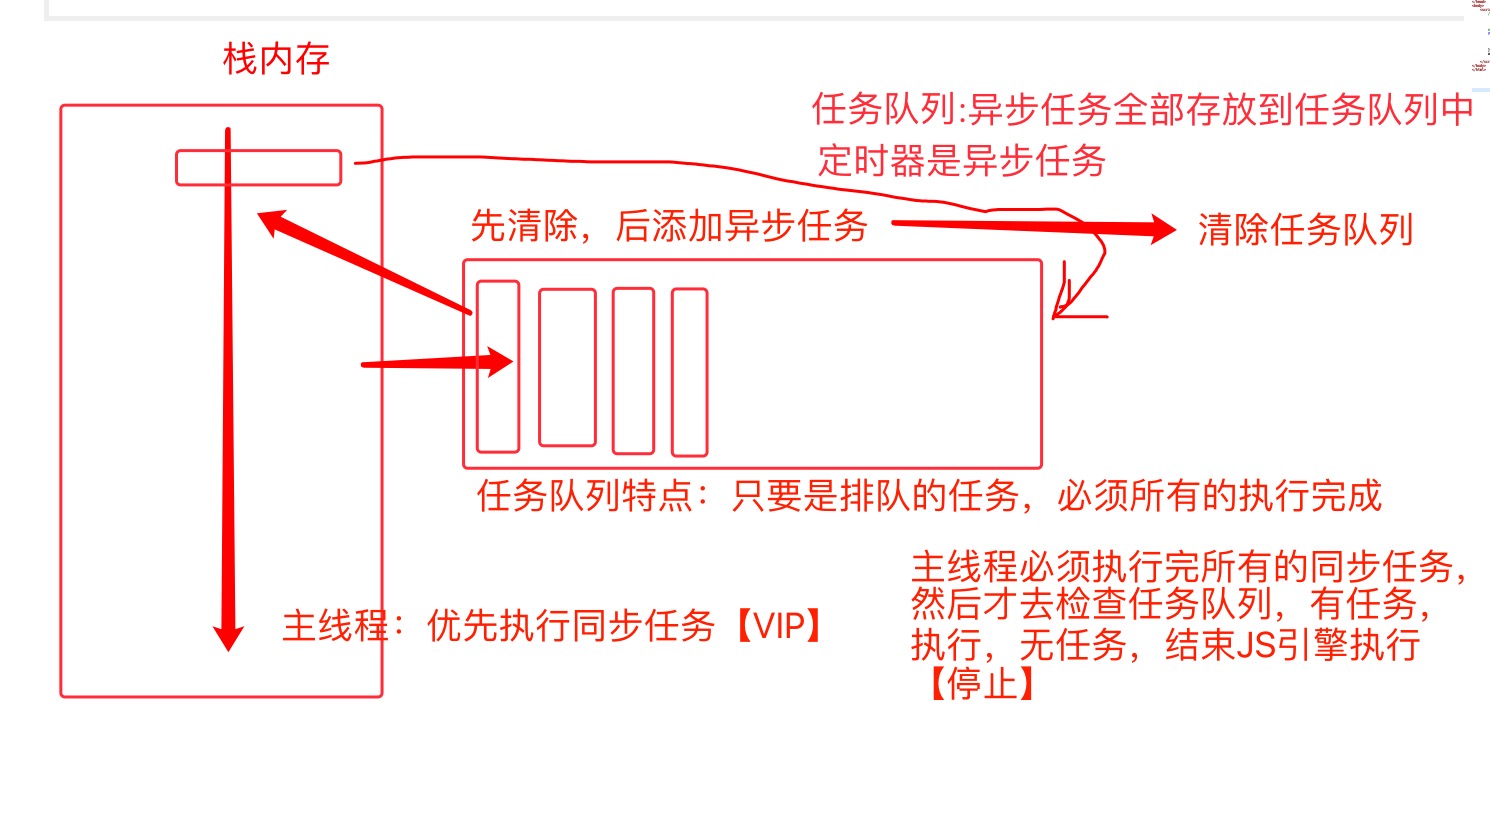 栈内存
任务队列:异步任务全部存放到任务队列中
定时器是异步任务
先清除，后添加异步任务
清除任务队列
任务队列特点：只要是排队的任务，必须所有的执行完成
主线程必须执行完所有的同步任务，
然后才去检查任务队列，有任务，
执行，无任务，结束JS引擎执行
【停止】
主线程：优先执行同步任务【VIP】